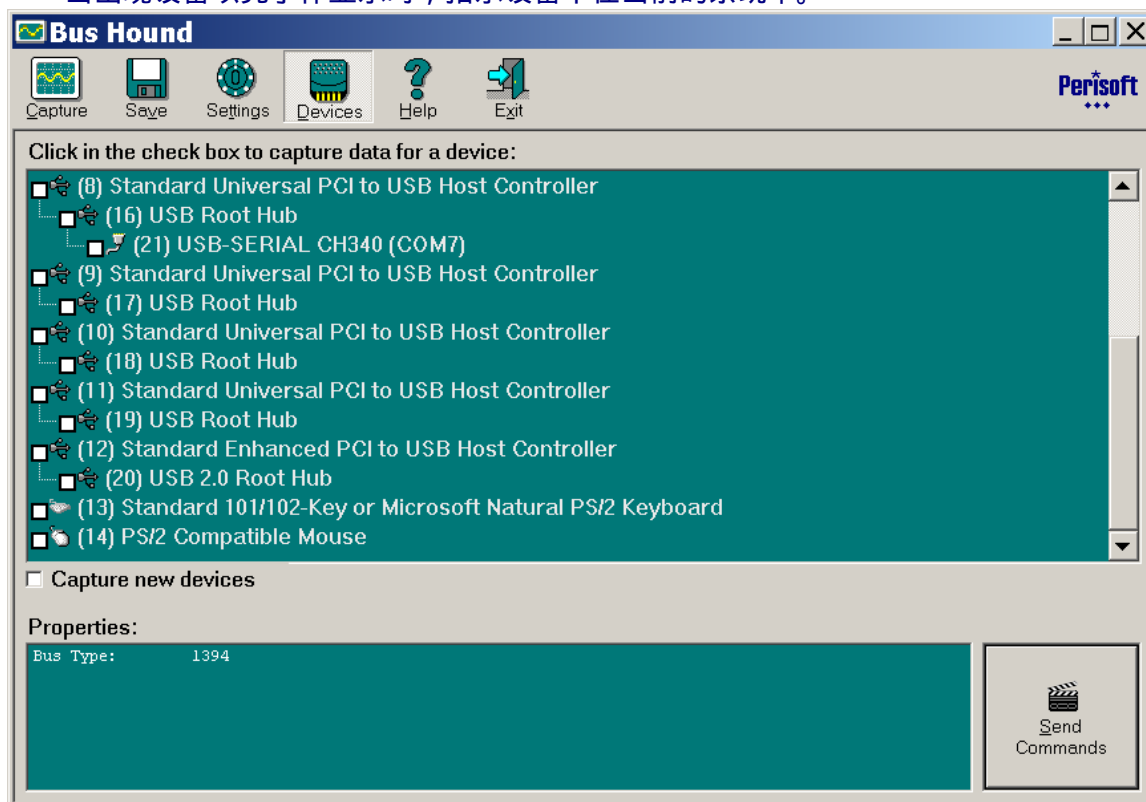 Bus Hound
Capture Save Settings Devices Help Exit
Perisoft
Click in the check box to capture data for a device:
(8) Standard Universal PCI to USB Host Controller
(16) USB Root Hub
(21) USB-SERIAL CH340 (COM7)
(9) Standard Universal PCI to USB Host Controller
(17) USB Root Hub
(10) Standard Universal PCI to USB Host Controller
(18) USB Root Hub
(11) Standard Universal PCI to USB Host Controller
(19) USB Root Hub
(12) Standard Enhanced PCI to USB Host Controller
(20) USB 2.0 Root Hub
(13) Standard 101/102-Key or Microsoft Natural PS/2 Keyboard
(14) PS/2 Compatible Mouse
Capture new devices
Properties:
Bus Type: 1394
Send
Commands